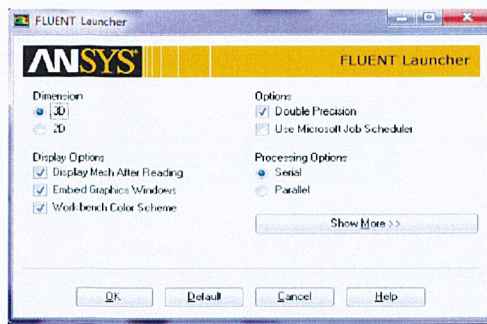 FLUENT Launcher
ANSYS
FLUENT Launcher
Dimension
3D
2D
Display Options
Display Mesh After Reading
Embed Graphics Windows
Workbench Color Scheme
Options
Double Precision
Use Microsoft Job Scheduler
Processing Options
Serial
Parallel
Show More >>
OK
Default
Cancel
Help